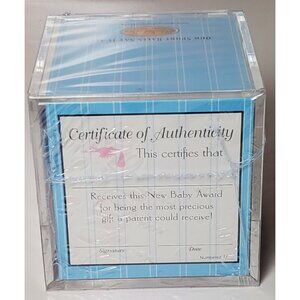 Certificate of Authenticity
This certifies that
Receives this New Baby Award
for being the most precious
gift a parent could receive!
Signature Date